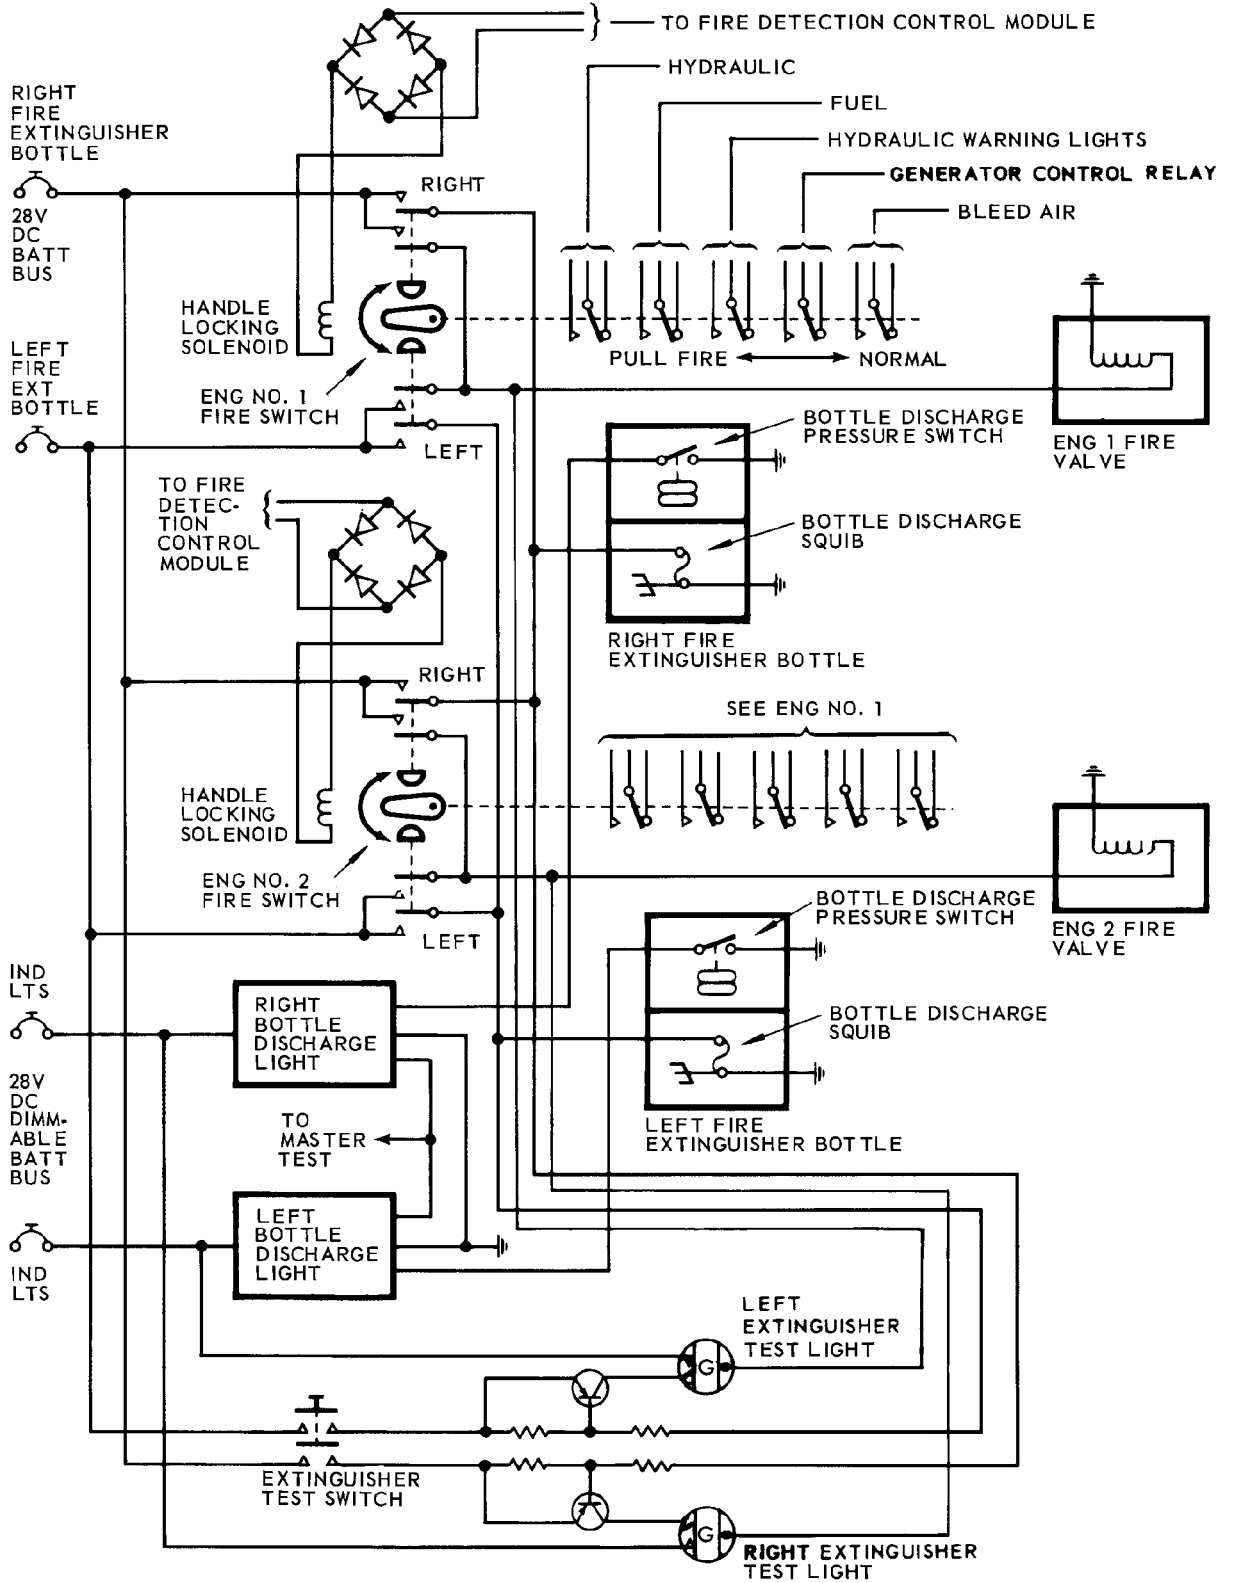 TO FIRE DETECTION CONTROL MODULE
HYDRAULIC
FUEL
HYDRAULIC WARNING LIGHTS
GENERATOR CONTROL RELAY
BLEED AIR
RIGHT
FIRE
EXTINGUISHER
BOTTLE
28V
DC
BATT
BUS
RIGHT
HANDLE
LOCKING
SOLENOID
LEFT
FIRE
EXT
BOTTLE
ENG NO. 1
FIRE SWITCH
PULL FIRE
NORMAL
LEFT
ENG 1 FIRE
VALVE
BOTTLE DISCHARGE
PRESSURE SWITCH
BOTTLE DISCHARGE
SQUIB
RIGHT FIRE
EXTINGUISHER BOTTLE
TO FIRE
DETEC-
TION
CONTROL
MODULE
RIGHT
SEE ENG NO. 1
HANDLE
LOCKING
SOLENOID
ENG NO. 2
FIRE SWITCH
LEFT
ENG 2 FIRE
VALVE
BOTTLE DISCHARGE
PRESSURE SWITCH
BOTTLE DISCHARGE
SQUIB
LEFT FIRE
EXTINGUISHER BOTTLE
IND
LTS
RIGHT
BOTTLE
DISCHARGE
LIGHT
28V
DC
DIMM-
ABLE
BATT
BUS
TO
MASTER
TEST
LEFT
BOTTLE
DISCHARGE
LIGHT
IND
LTS
LEFT
EXTINGUISHER
TEST LIGHT
G
EXTINGUISHER
TEST SWITCH
G
RIGHT EXTINGUISHER
TEST LIGHT